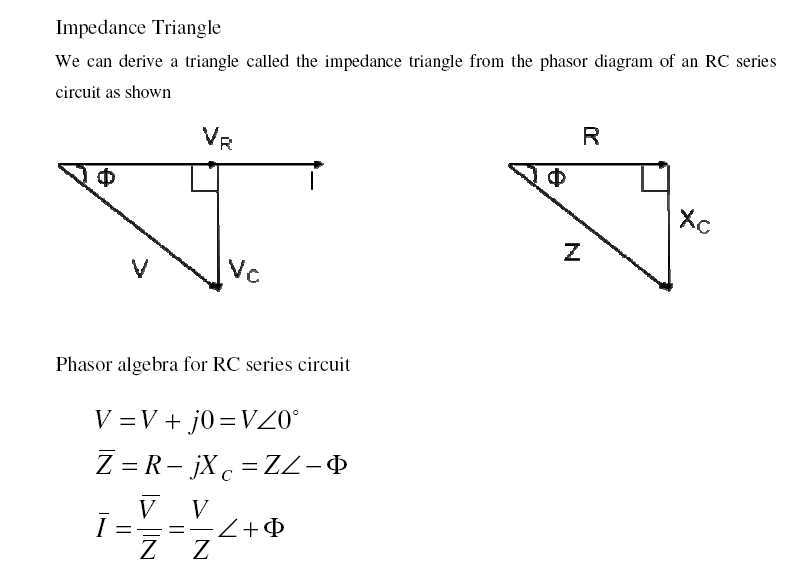 Impedance Triangle
We can derive a triangle called the impedance triangle from the phasor diagram of an RC series
circuit as shown
V_R
Φ
I
V
V_C
R
Φ
X_C
Z
Phasor algebra for RC series circuit
V = V + j0 = V∠0°
Z̅ = R − jX_C = Z∠−Φ
I̅ = V̅/Z̅ = V/Z ∠+Φ